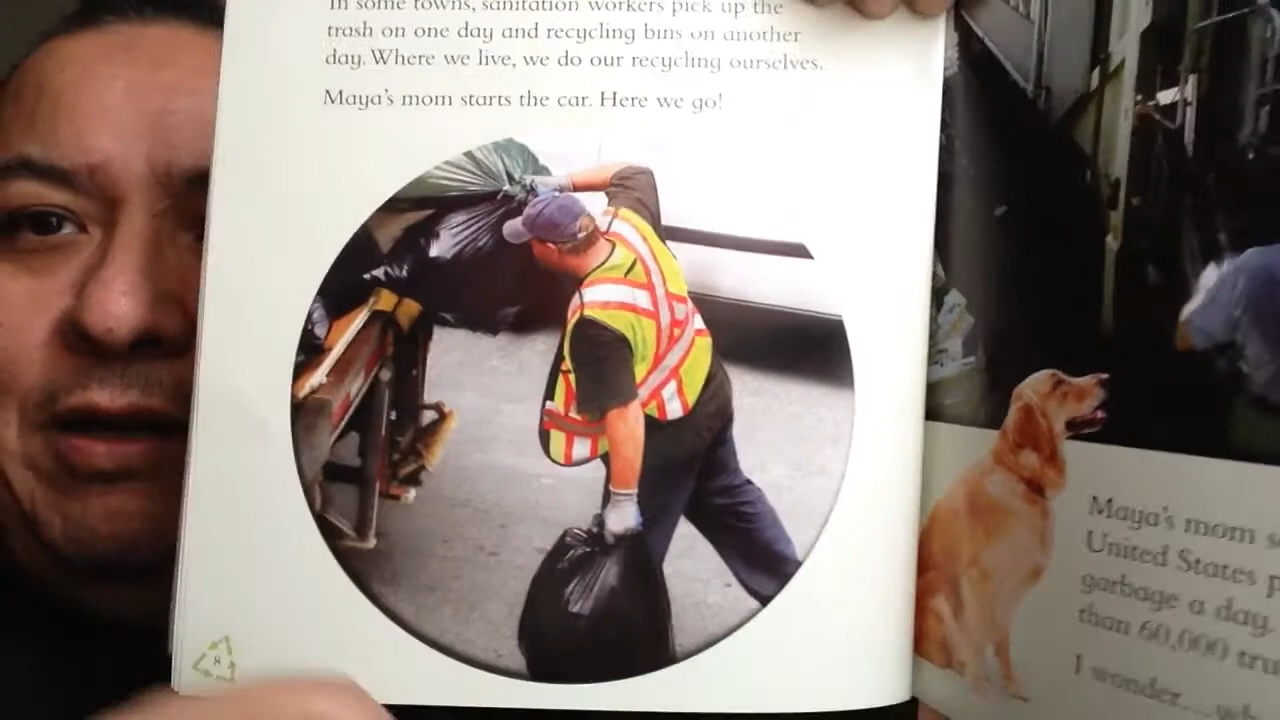 In some towns, sanitation workers pick up the
trash on one day and recycling bins on another
day. Where we live, we do our recycling ourselves.
Maya's mom starts the car. Here we go!
8
Maya's mom
United States
garbage a day.
than 60,000
I wonder...